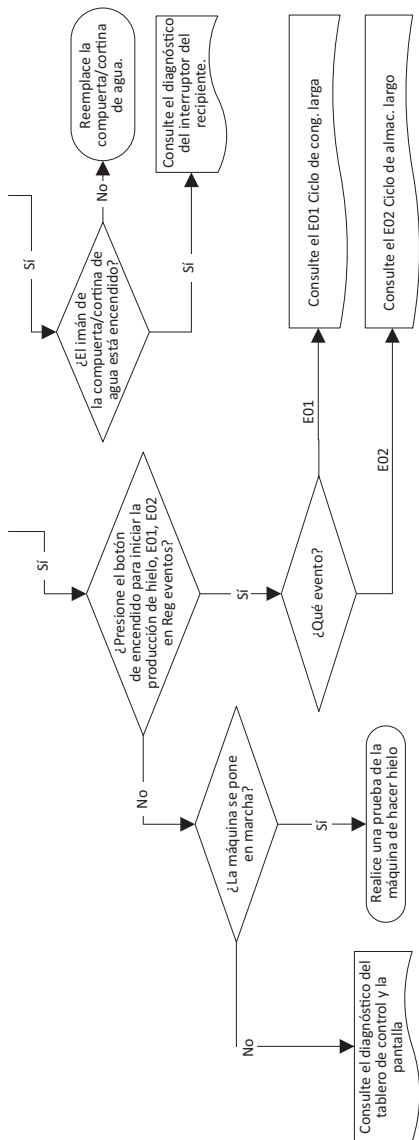 Sí
¿El imán de
la compuerta/cortina de
agua está encendido?
No
Reemplace la
compuerta/cortina
de agua.
Sí
Consulte el diagnóstico
del interruptor del
recipiente.
Sí
¿Presione el botón
de encendido para iniciar la
producción de hielo, E01, E02
en Reg eventos?
Sí
¿Qué evento?
E01
Consulte el E01 Ciclo de cong. larga
E02
Consulte el E02 Ciclo de almac. largo
No
¿La máquina se pone
en marcha?
Sí
Realice una prueba de la
máquina de hacer hielo
No
Consulte el diagnóstico del
tablero de control y la
pantalla